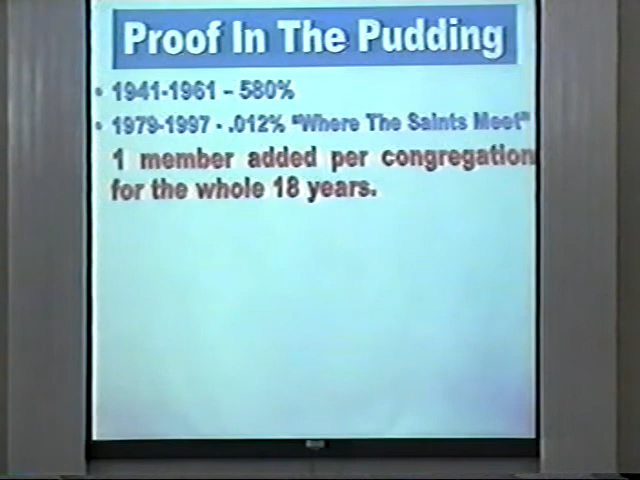 Proof In The Pudding
• 1941-1961 – 580%
• 1979-1997 - .012% "Where The Saints Meet"
1 member added per congregation
for the whole 18 years.